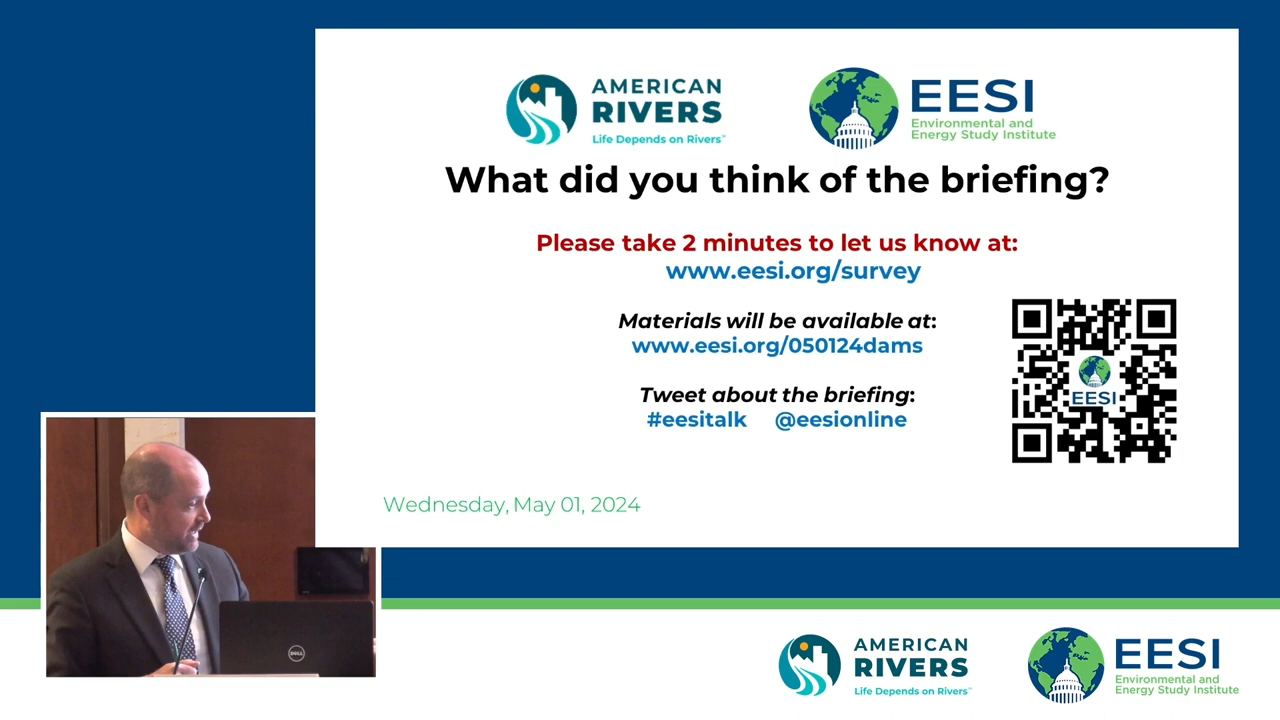 AMERICAN
RIVERS
Life Depends on Rivers℠
EESI
Environmental and
Energy Study Institute
What did you think of the briefing?
Please take 2 minutes to let us know at:
www.eesi.org/survey
Materials will be available at:
www.eesi.org/050124dams
Tweet about the briefing:
#eesitalk @eesionline
EESI
Wednesday, May 01, 2024
DELL
AMERICAN
RIVERS
Life Depends on Rivers℠
EESI
Environmental and
Energy Study Institute